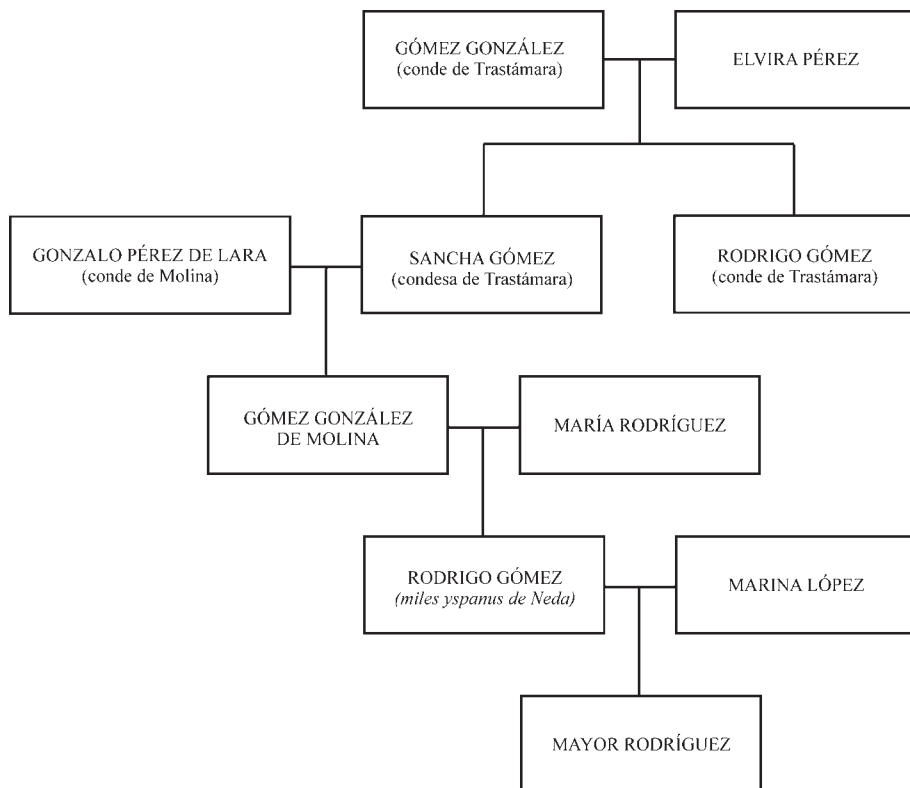 GÓMEZ GONZÁLEZ
(conde de Trastámara)
ELVIRA PÉREZ
GONZALO PÉREZ DE LARA
(conde de Molina)
SANCHA GÓMEZ
(condesa de Trastámara)
RODRIGO GÓMEZ
(conde de Trastámara)
GÓMEZ GONZÁLEZ
DE MOLINA
MARÍA RODRÍGUEZ
RODRIGO GÓMEZ
(miles yspanus de Neda)
MARINA LÓPEZ
MAYOR RODRÍGUEZ